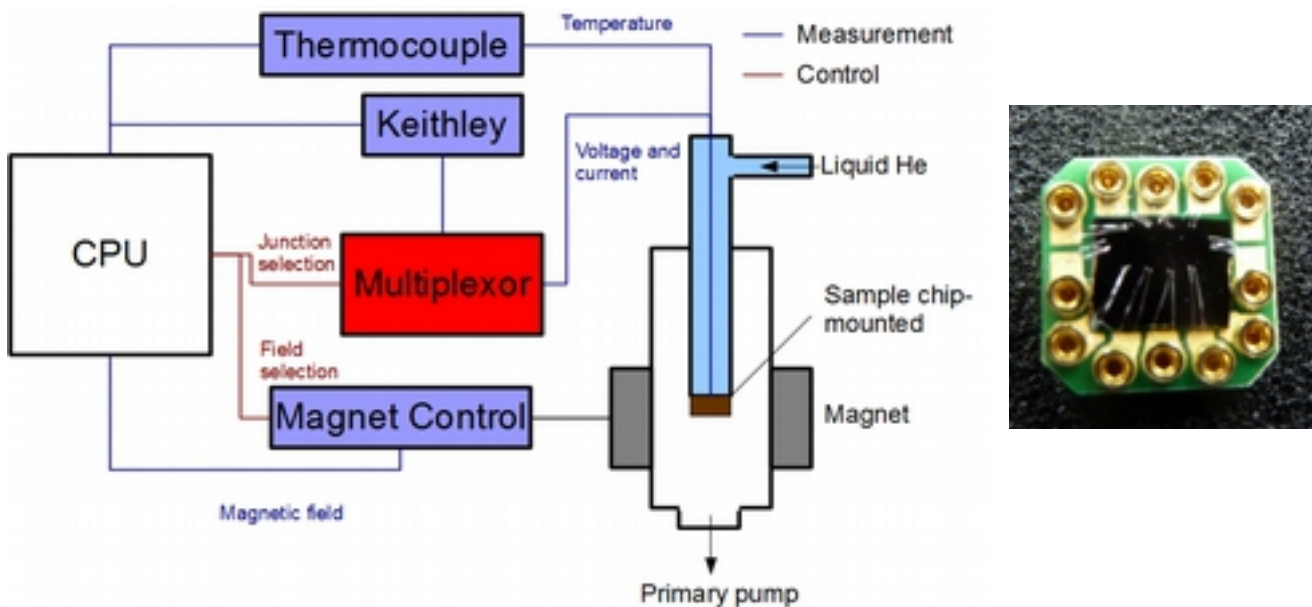 Temperature
Thermocouple
Measurement
Control
Keithley
Voltage and
current
Liquid He
CPU
Junction
selection
Multiplexor
Sample chip-
mounted
Field
selection
Magnet Control
Magnet
Magnetic field
Primary pump